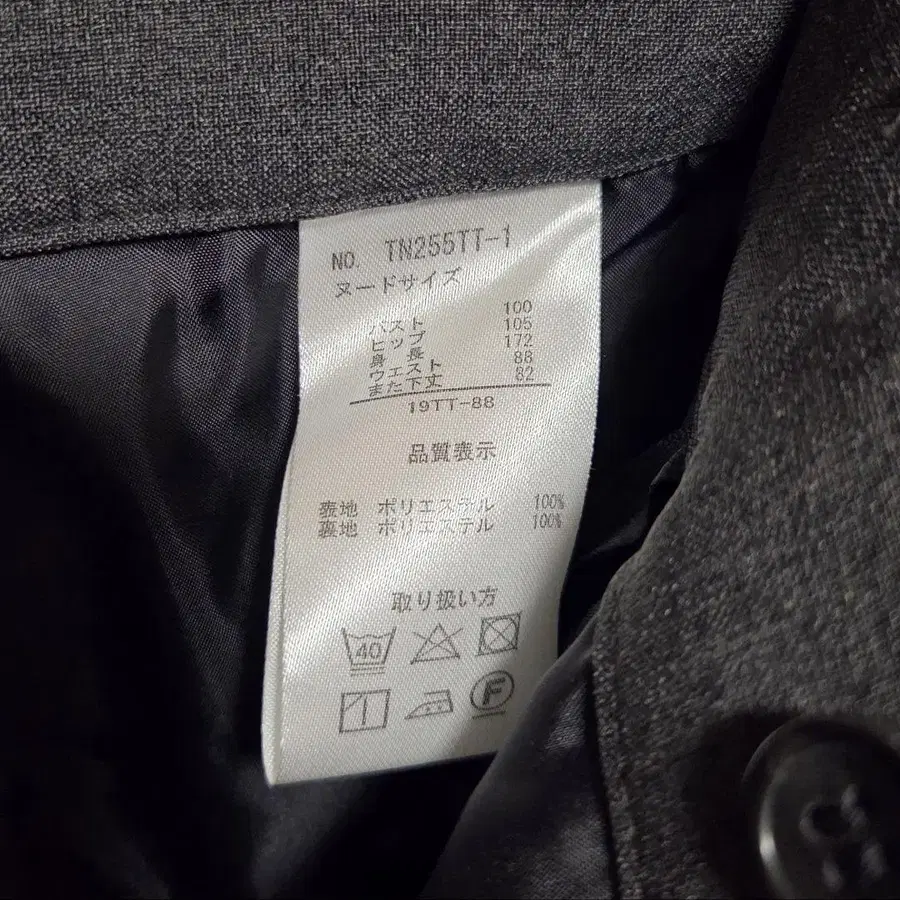 NO. TN255TT-1
ヌードサイズ
バスト 100
ヒップ 105
身長 172
ウエスト 88
また下丈 82
19TT-88
品質表示
表地 ポリエステル 100%
裏地 ポリエステル 100%
取り扱い方
40
F